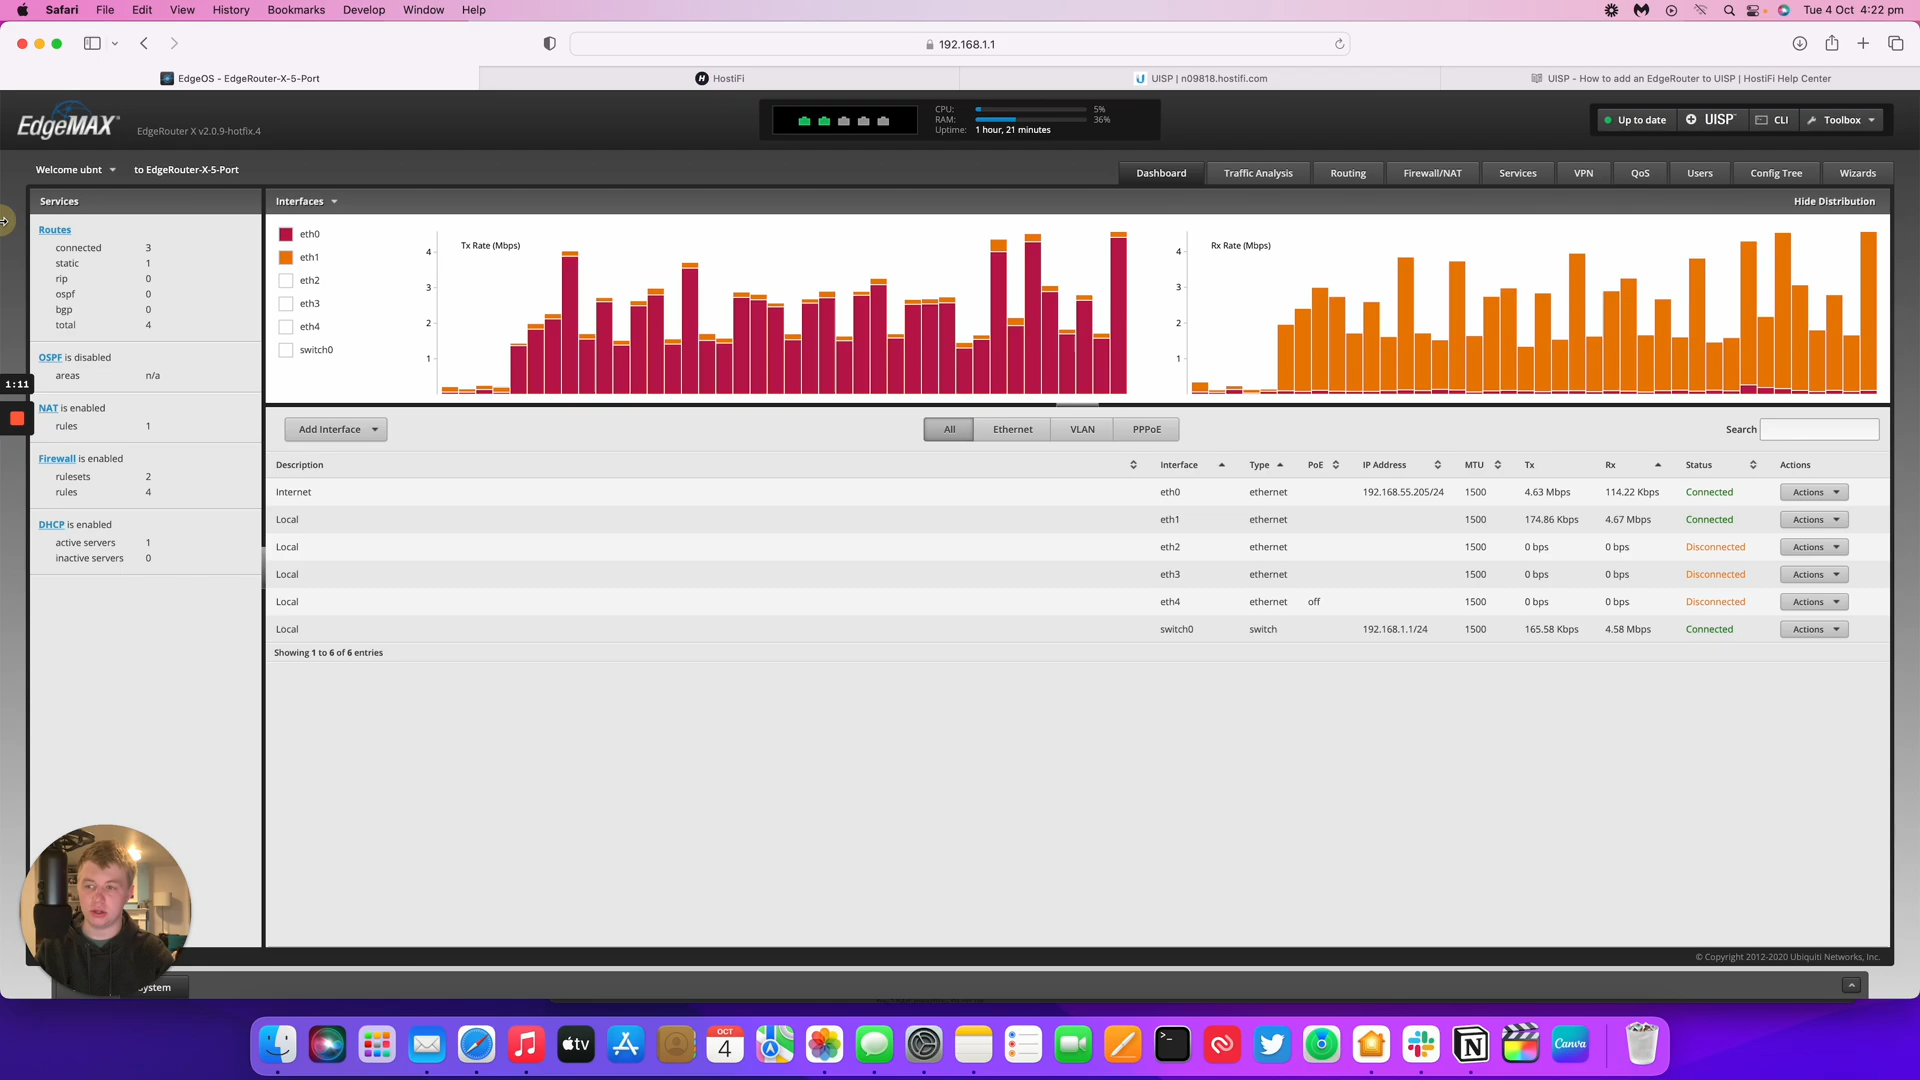 Safari File Edit View History Bookmarks Develop Window Help Tue 4 Oct 4:22 pm
192.168.1.1
EdgeOS - EdgeRouter-X-5-Port
H HostiFi
UISP | n09818.hostifi.com
UISP - How to add an EdgeRouter to UISP | HostiFi Help Center
EdgeMAX EdgeRouter X v2.0.9-hotfix.4
CPU: 5%
RAM: 36%
Uptime: 1 hour, 21 minutes
Up to date UISP CLI Toolbox
Welcome ubnt to EdgeRouter-X-5-Port
Dashboard Traffic Analysis Routing Firewall/NAT Services VPN QoS Users Config Tree Wizards
Services
Routes
connected 3
static 1
rip 0
ospf 0
bgp 0
total 4
OSPF is disabled
areas n/a
1:11
NAT is enabled
rules 1
Firewall is enabled
rulesets 2
rules 4
DHCP is enabled
active servers 1
inactive servers 0
Interfaces Hide Distribution
eth0
eth1
eth2
eth3
eth4
switch0
Tx Rate (Mbps)
4
3
2
1
Rx Rate (Mbps)
4
3
2
1
Add Interface All Ethernet VLAN PPPoE Search
Description Interface Type PoE IP Address MTU Tx Rx Status Actions
Internet eth0 ethernet 192.168.55.205/24 1500 4.63 Mbps 114.22 Kbps Connected Actions
Local eth1 ethernet 1500 174.86 Kbps 4.67 Mbps Connected Actions
Local eth2 ethernet 1500 0 bps 0 bps Disconnected Actions
Local eth3 ethernet 1500 0 bps 0 bps Disconnected Actions
Local eth4 ethernet off 1500 0 bps 0 bps Disconnected Actions
Local switch0 switch 192.168.1.1/24 1500 165.58 Kbps 4.58 Mbps Connected Actions
Showing 1 to 6 of 6 entries
© Copyright 2012-2020 Ubiquiti Networks, Inc.
System
tv
OCT
4
Canva